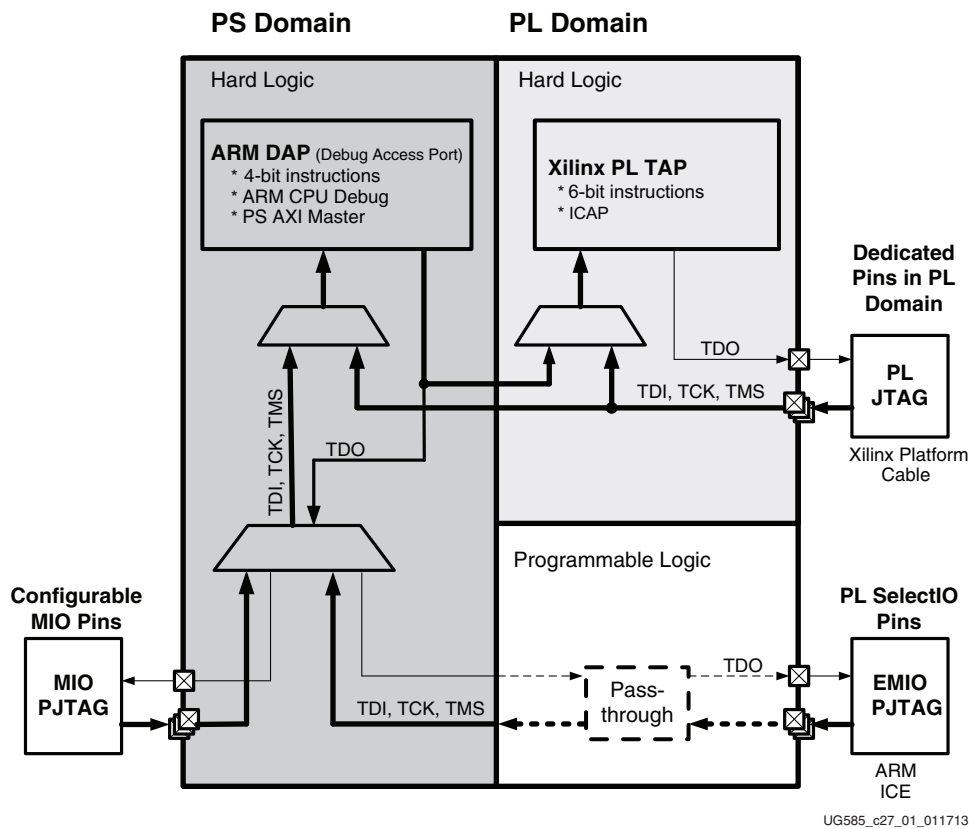 PS Domain
PL Domain
Hard Logic
Hard Logic
ARM DAP (Debug Access Port)
* 4-bit instructions
* ARM CPU Debug
* PS AXI Master
Xilinx PL TAP
* 6-bit instructions
* ICAP
Dedicated
Pins in PL
Domain
TDO
PL
JTAG
TDI, TCK, TMS
Xilinx Platform
Cable
TDI, TCK, TMS
TDO
Programmable Logic
Configurable
MIO Pins
PL SelectIO
Pins
MIO
PJTAG
TDO
Pass-
through
EMIO
PJTAG
TDI, TCK, TMS
ARM
ICE
UG585_c27_01_011713